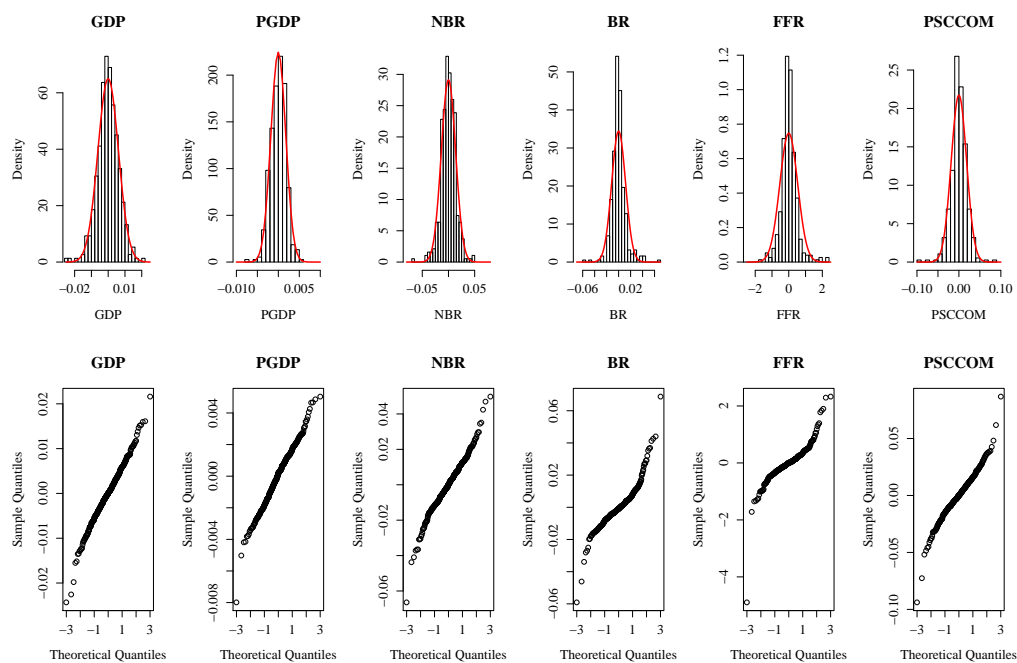 GDP PGDP NBR BR FFR PSCCOM
Density Density Density Density Density Density
0 20 40 60
0 50 100 150 200
0 5 10 15 20 25 30
0 10 20 30 40 50
0.0 0.2 0.4 0.6 0.8 1.0 1.2
0 5 10 15 20 25
−0.02 0.01
−0.010 0.005
−0.05 0.05
−0.06 0.02
−2 0 2
−0.10 0.00 0.10
GDP PGDP NBR BR FFR PSCCOM
GDP PGDP NBR BR FFR PSCCOM
Sample Quantiles Sample Quantiles Sample Quantiles Sample Quantiles Sample Quantiles Sample Quantiles
−0.02 −0.01 0.00 0.01 0.02
−0.008 −0.004 0.000 0.004
−0.06 −0.02 0.00 0.04
−0.06 −0.02 0.02 0.06
−4 −2 0 2
−0.10 −0.05 0.00 0.05
−3 −1 1 3
−3 −1 1 3
−3 −1 1 3
−3 −1 1 3
−3 −1 1 3
−3 −1 1 3
Theoretical Quantiles Theoretical Quantiles Theoretical Quantiles Theoretical Quantiles Theoretical Quantiles Theoretical Quantiles